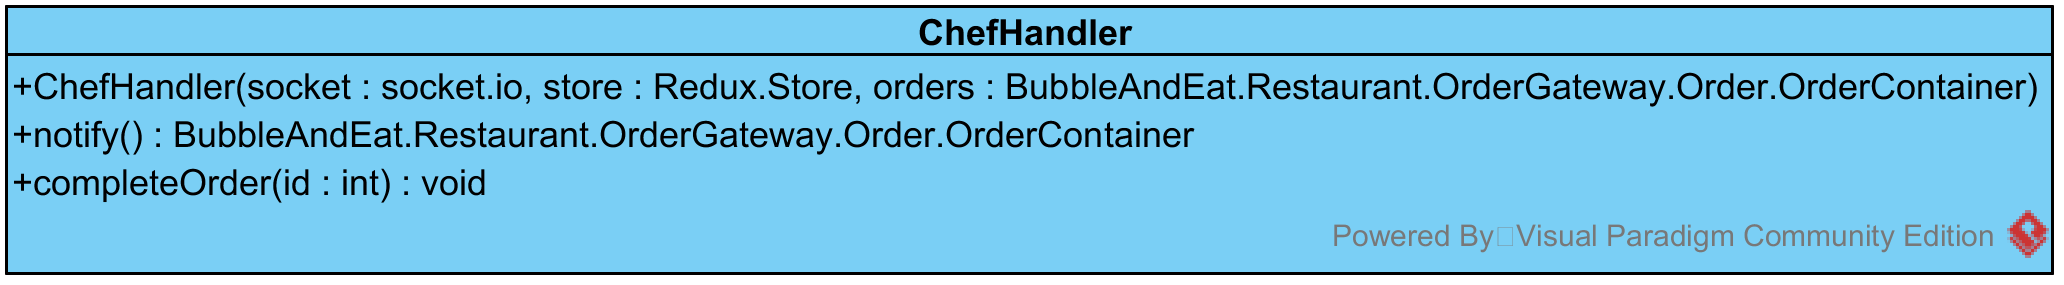 ChefHandler
+ChefHandler(socket : socket.io, store : Redux.Store, orders : BubbleAndEat.Restaurant.OrderGateway.Order.OrderContainer)
+notify() : BubbleAndEat.Restaurant.OrderGateway.Order.OrderContainer
+completeOrder(id : int) : void
Powered By Visual Paradigm Community Edition